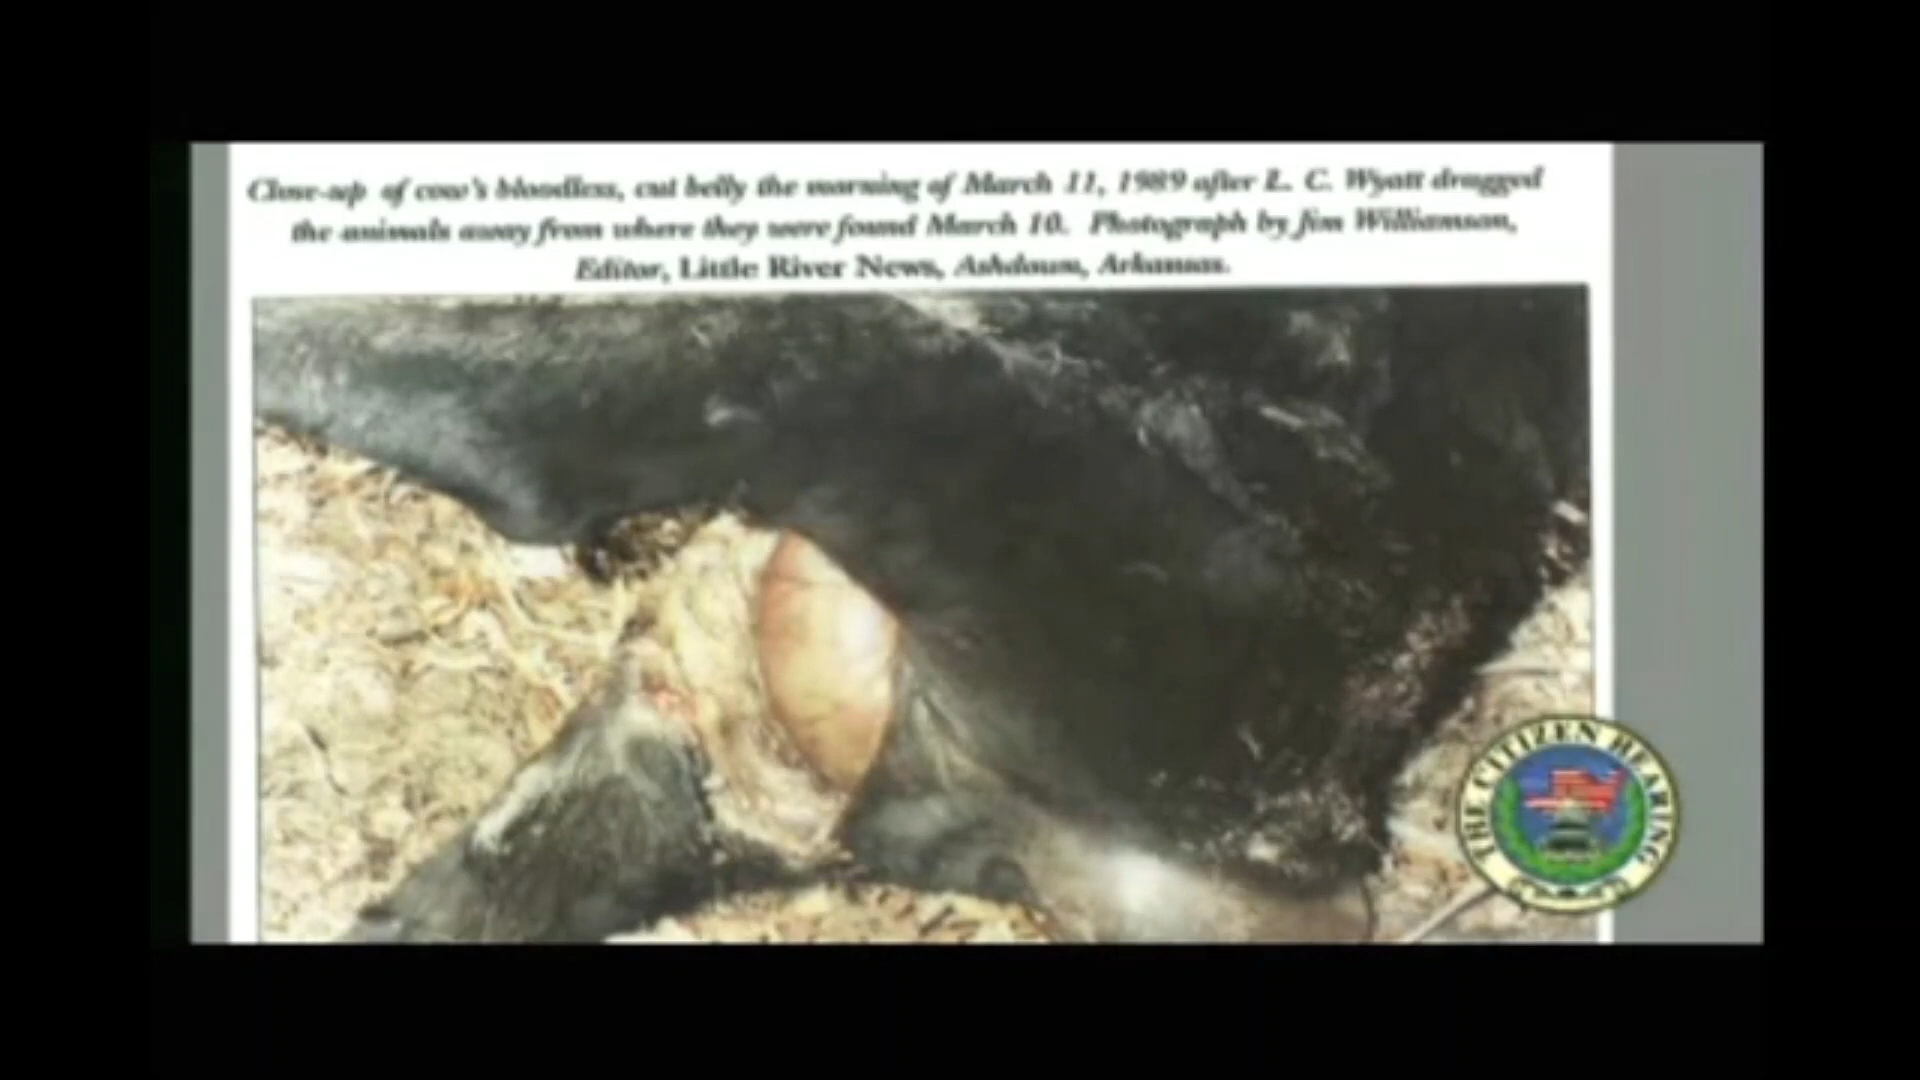 Close-up of cow's bloodless, cut belly the morning of March 11, 1989 after L. C. Wyatt dragged
the animals away from where they were found March 10. Photograph by Jim Williamson,
Editor, Little River News, Ashdown, Arkansas.
THE CITIZEN HEARING